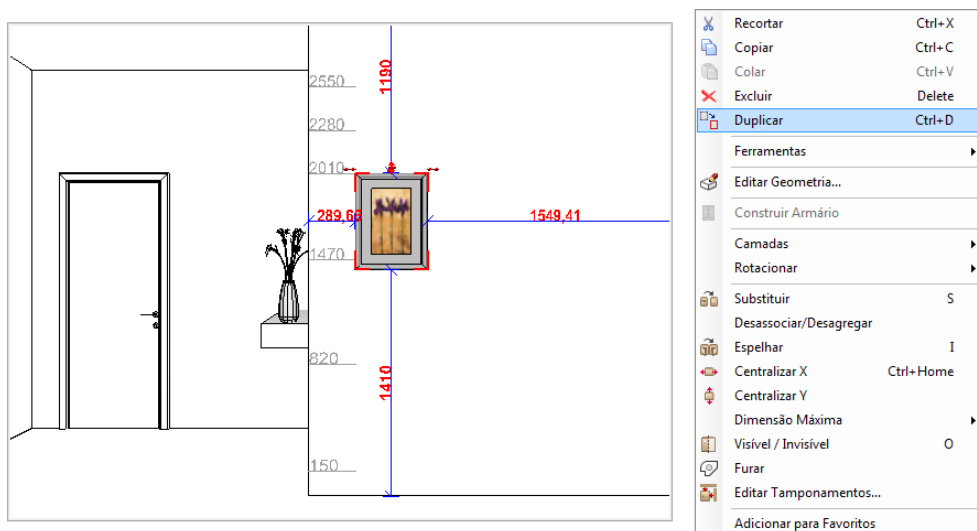 2550
1190
2280
2010
289,66
1549,41
1470
820
1410
150
Recortar Ctrl+X
Copiar Ctrl+C
Colar Ctrl+V
Excluir Delete
Duplicar Ctrl+D
Ferramentas
Editar Geometria...
Construir Armário
Camadas
Rotacionar
Substituir S
Desassociar/Desagregar
Espelhar I
Centralizar X Ctrl+Home
Centralizar Y
Dimensão Máxima
Visível / Invisível O
Furar
Editar Tamponamentos...
Adicionar para Favoritos